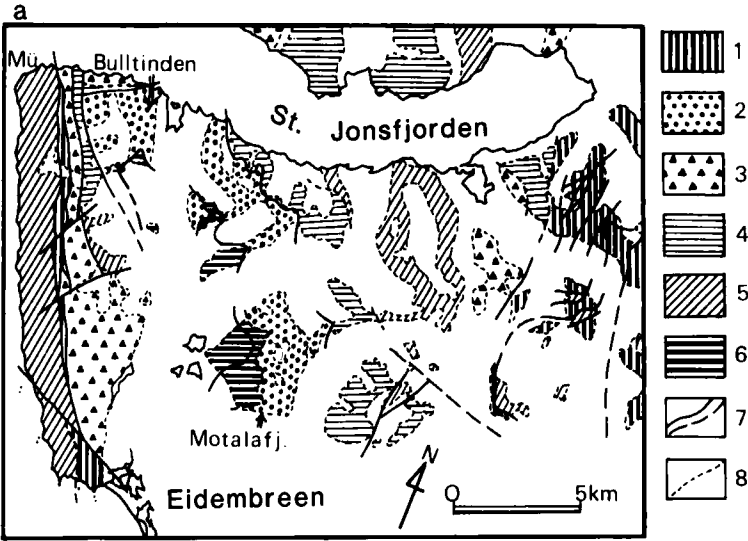 a
Mü.
Bulltinden
St. Jonsfjorden
Motalafj.
Eidembreen
N
0 5km
1
2
3
4
5
6
7
8